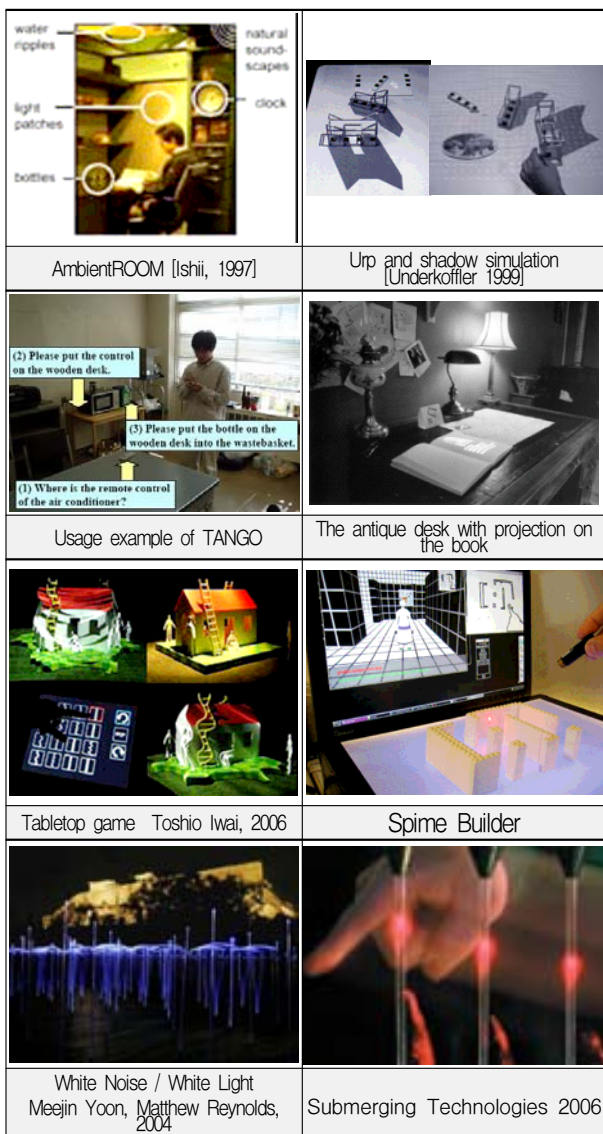 water
ripples
natural
sound-
scapes
light
patches
clock
bottles
AmbientROOM [Ishii, 1997]
Urp and shadow simulation
[Underkoffler 1999]
(2) Please put the control
on the wooden desk.
(3) Please put the bottle on the
wooden desk into the wastebasket.
(1) Where is the remote control
of the air conditioner?
Usage example of TANGO
The antique desk with projection on
the book
Tabletop game Toshio Iwai, 2006
Spime Builder
White Noise / White Light
Meejin Yoon, Matthew Reynolds,
2004
Submerging Technologies 2006